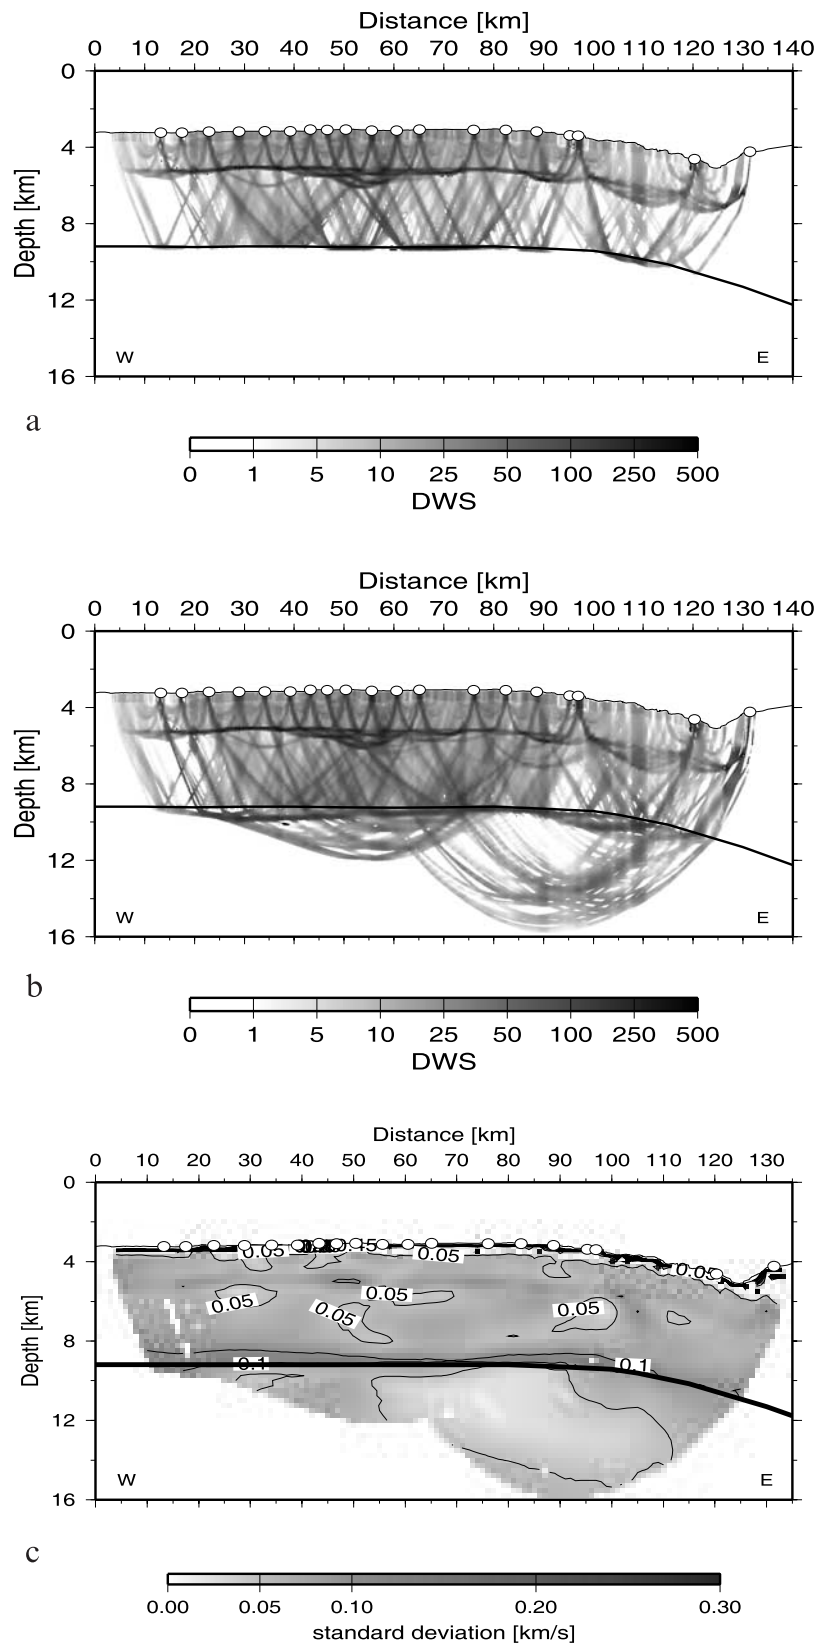 Distance [km]
0 10 20 30 40 50 60 70 80 90 100 110 120 130 140
0
4
8
12
16
Depth [km]
W E
a
0 1 5 10 25 50 100 250 500
DWS
Distance [km]
0 10 20 30 40 50 60 70 80 90 100 110 120 130 140
0
4
8
12
16
Depth [km]
W E
b
0 1 5 10 25 50 100 250 500
DWS
Distance [km]
0 10 20 30 40 50 60 70 80 90 100 110 120 130
0
4
8
12
16
Depth [km]
0.05 0.05 0.05
0.05 0.05 0.05 0.05
0.1 0.1
W E
c
0.00 0.05 0.10 0.20 0.30
standard deviation [km/s]